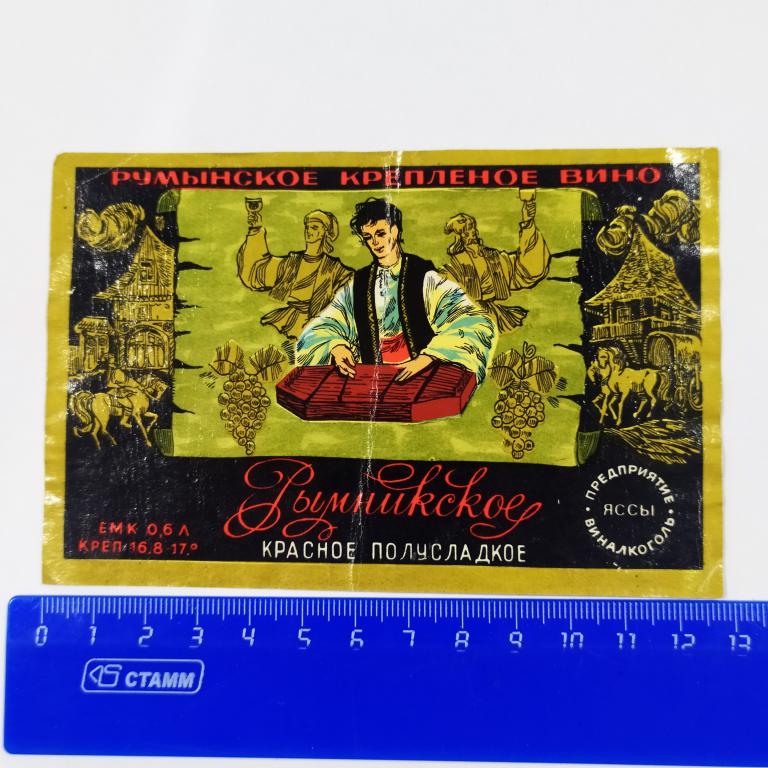 РУМЫНСКОЕ КРЕПЛЕНОЕ ВИНО
Рымникское
КРАСНОЕ ПОЛУСЛАДКОЕ
ЕМК 0,6 Л
КРЕП. 16,8-17°
ПРЕДПРИЯТИЕ
ЯССЫ
ВИНАЛКОГОЛЬ
0 1 2 3 4 5 6 7 8 9 10 11 12 13
СТАММ